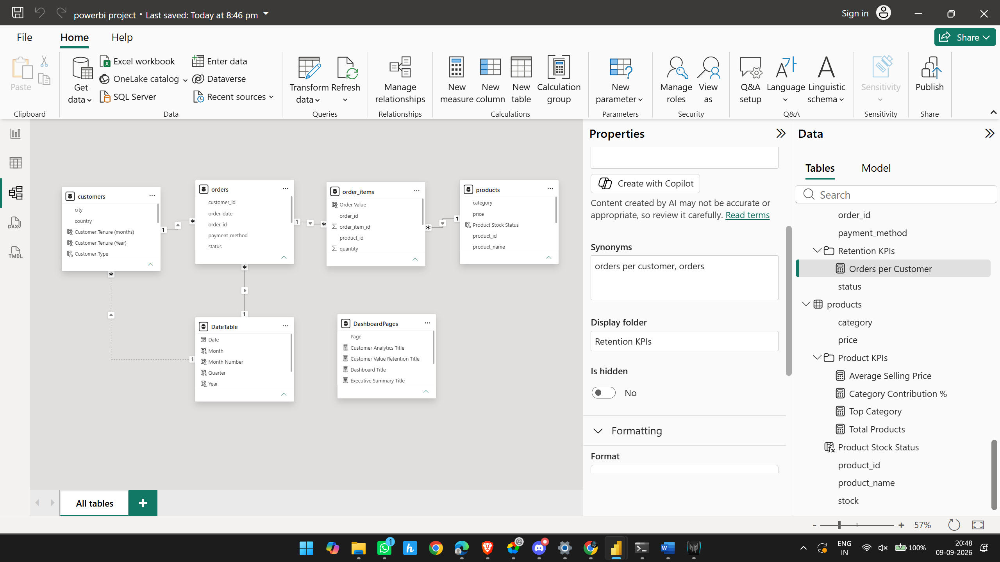 powerbi project • Last saved: Today at 8:46 pm
Sign in
File
Home
Help
Share
Paste
Clipboard
Get data
Excel workbook
OneLake catalog
SQL Server
Enter data
Dataverse
Recent sources
Data
Transform data
Refresh
Queries
Manage relationships
Relationships
New measure
New column
New table
Calculation group
Calculations
New parameter
Parameters
Manage roles
View as
Security
Q&A setup
Language
Linguistic schema
Q&A
Sensitivity
Sensitivity
Publish
Share
DAX
TMDL
customers
city
country
Customer Tenure (months)
Customer Tenure (Year)
Customer Type
1
*
orders
customer_id
order_date
order_id
payment_method
status
1
*
order_items
Order Value
order_id
order_item_id
product_id
quantity
*
1
products
category
price
Product Stock Status
product_id
product_name
*
*
1
1
DateTable
Date
Month
Month Number
Quarter
Year
DashboardPages
Page
Customer Analytics Title
Customer Value Retention Title
Dashboard Title
Executive Summary Title
All tables
+
Properties
Create with Copilot
Content created by AI may not be accurate or
appropriate, so review it carefully. Read terms
Synonyms
orders per customer, orders
Display folder
Retention KPIs
Is hidden
No
Formatting
Format
Data
Tables
Model
Search
order_id
payment_method
Retention KPIs
Orders per Customer
status
products
category
price
Product KPIs
Average Selling Price
Category Contribution %
Top Category
Total Products
Product Stock Status
product_id
product_name
stock
- + 57%
1
ENG
IN
100%
20:48
09-09-2026